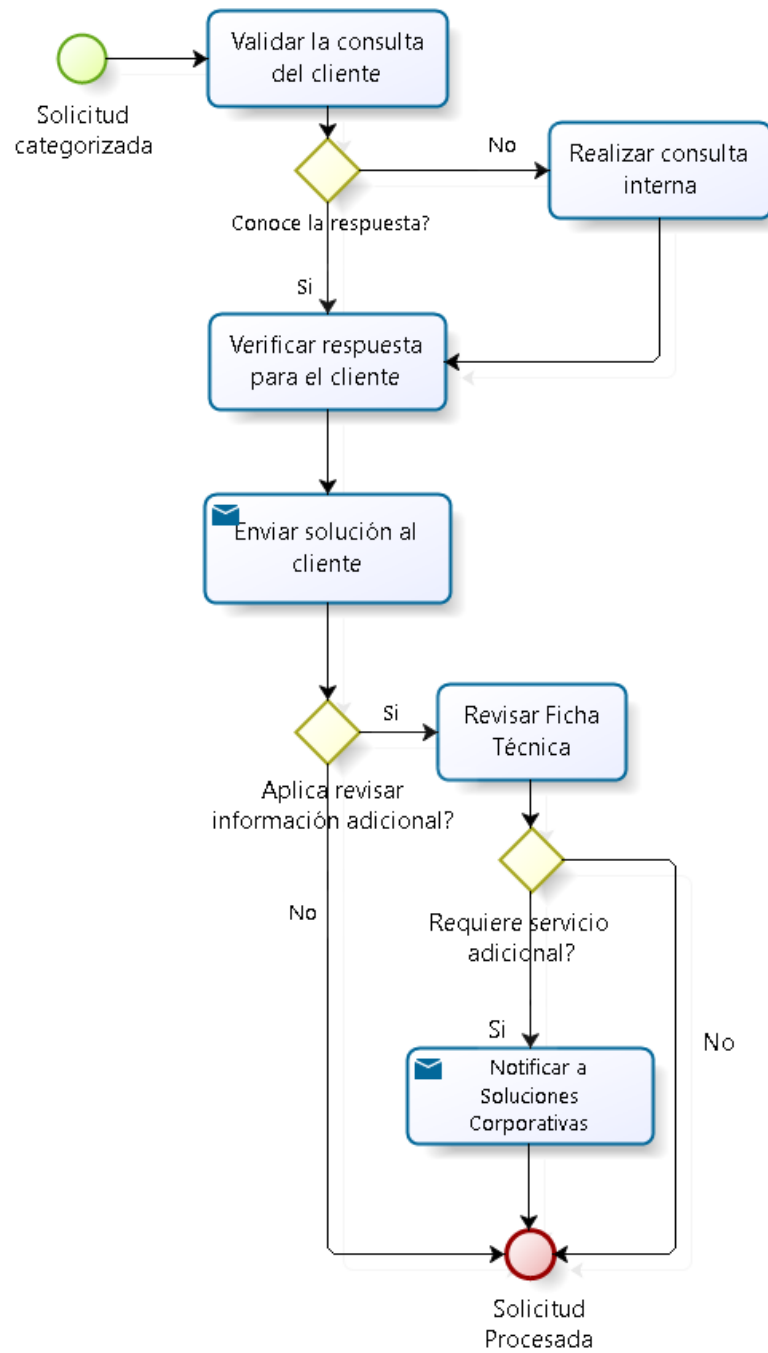 Validar la consulta
del cliente
Solicitud
categorizada
No
Realizar consulta
interna
Conoce la respuesta?
Si
Verificar respuesta
para el cliente
Enviar solución al
cliente
Si
Revisar Ficha
Técnica
Aplica revisar
información adicional?
No
Requiere servicio
adicional?
Si
No
Notificar a
Soluciones
Corporativas
Solicitud
Procesada